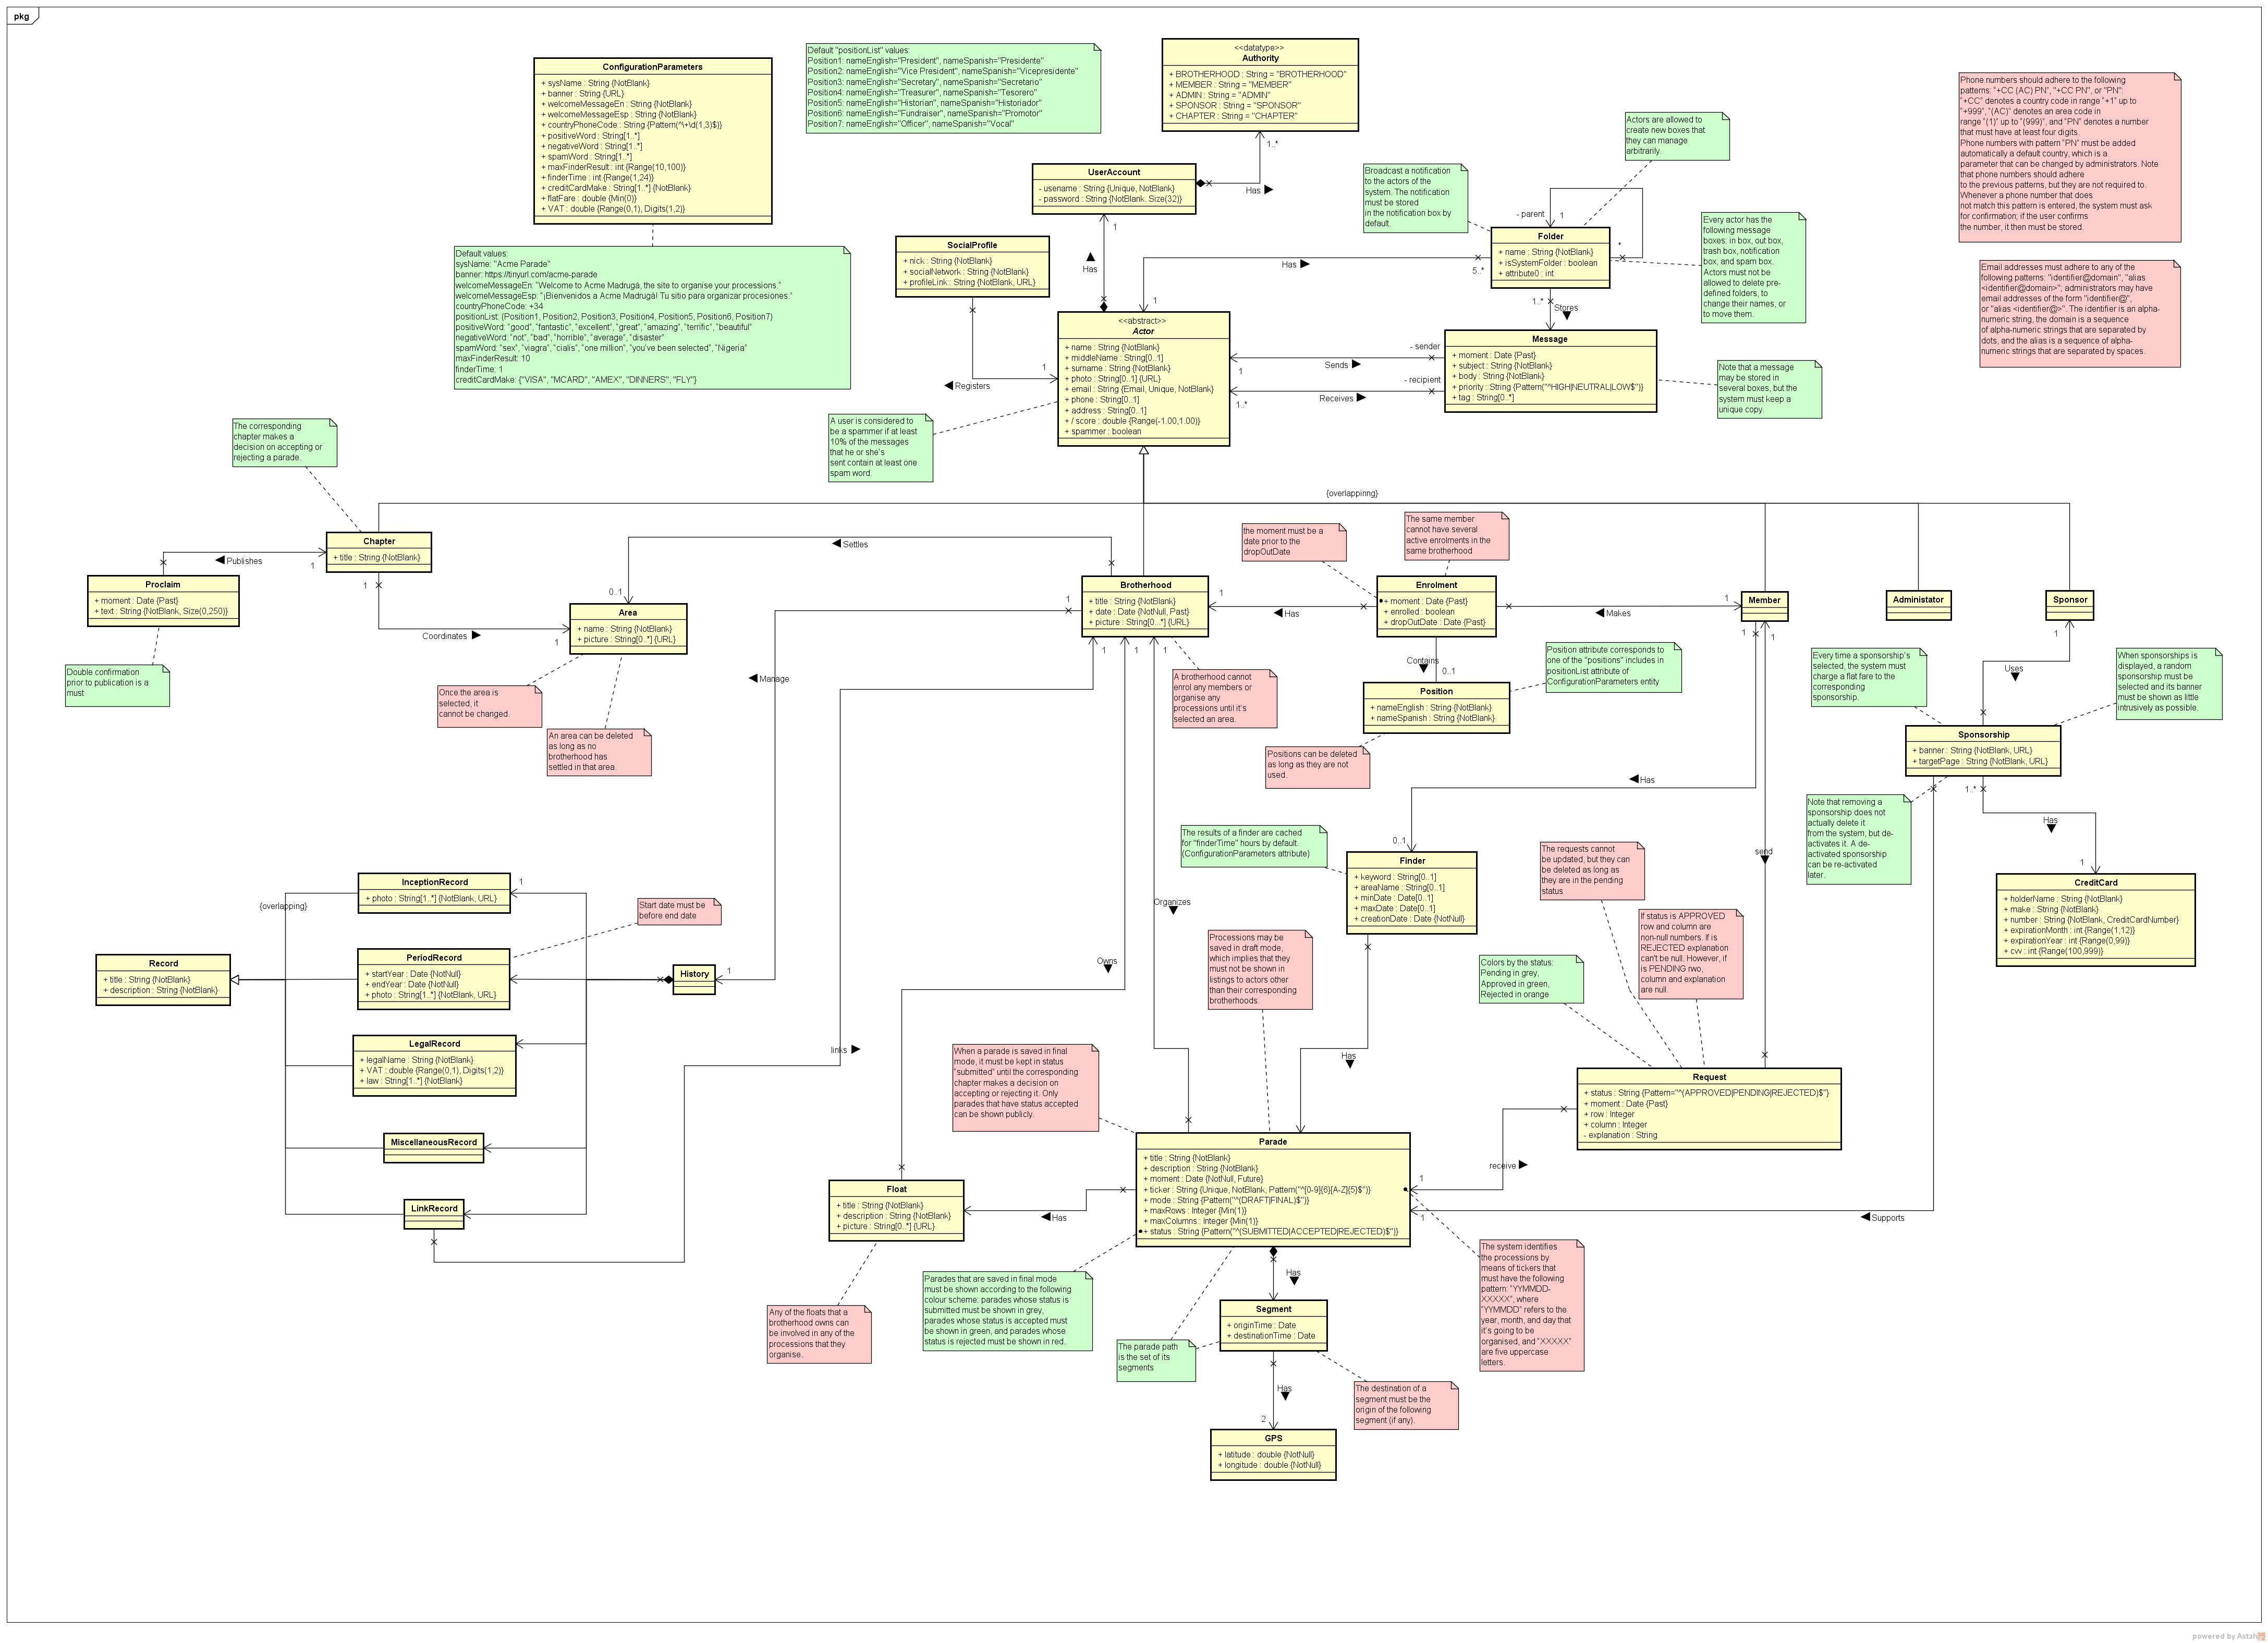 pkg
ConfigurationParameters
+ sysName : String {NotBlank}
+ banner : String {URL}
+ welcomeMessageEn : String {NotBlank}
+ welcomeMessageEsp : String {NotBlank}
+ countryPhoneCode : String {Pattern(^\+\d(1,3)$)}
+ positiveWord : String[1..*]
+ negativeWord : String[1..*]
+ spamWord : String[1..*]
+ maxFinderResult : int {Range(10,100)}
+ finderTime : int {Range(1,24)}
+ creditCardMake : String[1..*] {NotBlank}
+ flatFare : double {Min(0)}
+ VAT : double {Range(0,1), Digits(1,2)}
Default "positionList" values:
Position1: nameEnglish="President", nameSpanish="Presidente"
Position2: nameEnglish="Vice President", nameSpanish="Vicepresidente"
Position3: nameEnglish="Secretary", nameSpanish="Secretario"
Position4: nameEnglish="Treasurer", nameSpanish="Tesorero"
Position5: nameEnglish="Historian", nameSpanish="Historiador"
Position6: nameEnglish="Fundraiser", nameSpanish="Promotor"
Position7: nameEnglish="Officer", nameSpanish="Vocal"
<<datatype>>
Authority
+ BROTHERHOOD : String = "BROTHERHOOD"
+ MEMBER : String = "MEMBER"
+ ADMIN : String = "ADMIN"
+ SPONSOR : String = "SPONSOR"
+ CHAPTER : String = "CHAPTER"
1..*
Has
UserAccount
- usename : String {Unique, NotBlank}
- password : String {NotBlank. Size(32)}
1
Has
Phone numbers should adhere to the following
patterns: "+CC (AC) PN", "+CC PN", or "PN":
"+CC" denotes a country code in range "+1" up to
"+999", "(AC)" denotes an area code in
range "(1)" up to "(999)", and "PN" denotes a number
that must have at least four digits.
Phone numbers with pattern "PN" must be added
automatically a default country, which is a
parameter that can be changed by administrators. Note
that phone numbers should adhere
to the previous patterns, but they are not required to.
Whenever a phone number that does
not match this pattern is entered, the system must ask
for confirmation; if the user confirms
the number, it then must be stored.
Email addresses must adhere to any of the
following patterns: "identifier@domain", "alias
<identifier@domain>"; administrators may have
email addresses of the form "identifier@",
or "alias <identifier@>". The identifier is an alpha-
numeric string, the domain is a sequence
of alpha-numeric strings that are separated by
dots, and the alias is a sequence of alpha-
numeric strings that are separated by spaces.
Actors are allowed to
create new boxes that
they can manage
arbitrarily.
Broadcast a notification
to the actors of the
system. The notification
must be stored
in the notification box by
default.
- parent
1
*
Folder
+ name : String {NotBlank}
+ isSystemFolder : boolean
+ attribute0 : int
Has
5..*
1
1..*
Stores
Every actor has the
following message
boxes: in box, out box,
trash box, notification
box, and spam box.
Actors must not be
allowed to delete pre-
defined folders, to
change their names, or
to move them.
SocialProfile
+ nick : String {NotBlank}
+ socialNetwork : String {NotBlank}
+ profileLink : String {NotBlank, URL}
1
Registers
Default values:
sysName: "Acme Parade"
banner: https://tinyurl.com/acme-parade
welcomeMessageEn: "Welcome to Acme Madrugá, the site to organise your processions."
welcomeMessageEsp: "¡Bienvenidos a Acme Madrugá! Tu sitio para organizar procesiones."
countryPhoneCode: +34
positionList: (Position1, Position2, Position3, Position4, Position5, Position6, Position7)
positiveWord: "good", "fantastic", "excellent", "great", "amazing", "terrific", "beautiful"
negativeWord: "not", "bad", "horrible", "average", "disaster"
spamWord: "sex", "viagra", "cialis", "one million", "you've been selected", "Nigeria"
maxFinderResult: 10
finderTime: 1
creditCardMake: {"VISA", "MCARD", "AMEX", "DINNERS", "FLY"}
<<abstract>>
Actor
+ name : String {NotBlank}
+ middleName : String[0..1]
+ surname : String {NotBlank}
+ photo : String[0..1] {URL}
+ email : String {Email, Unique, NotBlank}
+ phone : String[0..1]
+ address : String[0..1]
+ / score : double {Range(-1.00,1.00)}
+ spammer : boolean
A user is considered to
be a spammer if at least
10% of the messages
that he or she's
sent contain at least one
spam word.
- sender
1
Sends
- recipient
1..*
Receives
Message
+ moment : Date {Past}
+ subject : String {NotBlank}
+ body : String {NotBlank}
+ priority : String {Pattern("^HIGH|NEUTRAL|LOW$")}
+ tag : String[0..*]
Note that a message
may be stored in
several boxes, but the
system must keep a
unique copy.
The corresponding
chapter makes a
decision on accepting or
rejecting a parade.
{overlappinng}
Chapter
+ title : String {NotBlank}
Publishes
1
1
Coordinates
1
Proclaim
+ moment : Date {Past}
+ text : String {NotBlank, Size(0,250)}
Double confirmation
prior to publication is a
must
Settles
0..1
Area
+ name : String {NotBlank}
+ picture : String[0..*] {URL}
Once the area is
selected, it
cannot be changed.
An area can be deleted
as long as no
brotherhood has
settled in that area.
Brotherhood
+ title : String {NotBlank}
+ date : Date {NotNull, Past}
+ picture : String[0...*] {URL}
1
1
1
1
1
Manage
A brotherhood cannot
enrol any members or
organise any
processions until it's
selected an area.
the moment must be a
date prior to the
dropOutDate
The same member
cannot have several
active enrolments in the
same brotherhood
Enrolment
+ moment : Date {Past}
+ enrolled : boolean
+ dropOutDate : Date {Past}
Has
Makes
1
Contains
0..1
Position
+ nameEnglish : String {NotBlank}
+ nameSpanish : String {NotBlank}
Position attribute corresponds to
one of the "positions" includes in
positionList attribute of
ConfigurationParameters entity
Positions can be deleted
as long as they are not
used.
Member
1
1
Has
0..1
send
Administator
Sponsor
1
Uses
Every time a sponsorship's
selected, the system must
charge a flat fare to the
corresponding
sponsorship.
When sponsorships is
displayed, a random
sponsorship must be
selected and its banner
must be shown as little
intrusively as possible.
Sponsorship
+ banner : String {NotBlank, URL}
+ targetPage : String {NotBlank, URL}
1..*
Has
1
Note that removing a
sponsorship does not
actually delete it
from the system, but de-
activates it. A de-
activated sponsorship
can be re-activated
later.
CreditCard
+ holderName : String {NotBlank}
+ make : String {NotBlank}
+ number : String {NotBlank, CreditCardNumber}
+ expirationMonth : int {Range(1,12)}
+ expirationYear : int {Range(0,99)}
+ cvv : int {Range(100,999)}
The results of a finder are cached
for "finderTime" hours by default.
(ConfigurationParameters attribute)
Finder
+ keyword : String[0..1]
+ areaName : String[0..1]
+ minDate : Date[0..1]
+ maxDate : Date[0..1]
+ creationDate : Date {NotNull}
The requests cannot
be updated, but they can
be deleted as long as
they are in the pending
status
If status is APPROVED
row and column are
non-null numbers. If is
REJECTED explanation
can't be null. However, if
is PENDING rwo,
column and explanation
are null.
Colors by the status:
Pending in grey,
Approved in green,
Rejected in orange
InceptionRecord
+ photo : String[1..*] {NotBlank, URL}
1
{overlapping}
Start date must be
before end date
Record
+ title : String {NotBlank}
+ description : String {NotBlank}
PeriodRecord
+ startYear : Date {NotNull}
+ endYear : Date {NotNull}
+ photo : String[1..*] {NotBlank, URL}
History
1
LegalRecord
+ legalName : String {NotBlank}
+ VAT : double {Range(0,1), Digits(1,2)}
+ law : String[1..*] {NotBlank}
MiscellaneousRecord
LinkRecord
links
Owns
Organizes
Processions may be
saved in draft mode,
which implies that they
must not be shown in
listings to actors other
than their corresponding
brotherhoods.
When a parade is saved in final
mode, it must be kept in status
"submitted" until the corresponding
chapter makes a decision on
accepting or rejecting it. Only
parades that have status accepted
can be shown publicly.
Has
Request
+ status : String {Pattern="^(APPROVED|PENDING|REJECTED)$"}
+ moment : Date {Past}
+ row : Integer
+ column : Integer
- explanation : String
receive
1
Parade
+ title : String {NotBlank}
+ description : String {NotBlank}
+ moment : Date {NotNull, Future}
+ ticker : String {Unique, NotBlank, Pattern("^[0-9]{6}[A-Z]{5}$")}
+ mode : String {Pattern("^(DRAFT|FINAL)$")}
+ maxRows : Integer {Min(1)}
+ maxColumns : Integer {Min(1)}
+ status : String {Pattern("^(SUBMITTED|ACCEPTED|REJECTED)$")}
1
Supports
Float
+ title : String {NotBlank}
+ description : String {NotBlank}
+ picture : String[0..*] {URL}
Has
Any of the floats that a
brotherhood owns can
be involved in any of the
processions that they
organise.
Parades that are saved in final mode
must be shown according to the following
colour scheme: parades whose status is
submitted must be shown in grey,
parades whose status is accepted must
be shown in green, and parades whose
status is rejected must be shown in red.
Has
The system identifies
the processions by
means of tickers that
must have the following
pattern: "YYMMDD-
XXXXX", where
"YYMMDD" refers to the
year, month, and day that
it's going to be
organised, and "XXXXX"
are five uppercase
letters.
Segment
+ originTime : Date
+ destinationTime : Date
The parade path
is the set of its
segments
The destination of a
segment must be the
origin of the following
segment (if any).
Has
2
GPS
+ latitude : double {NotNull}
+ longitude : double {NotNull}
powered by Astah